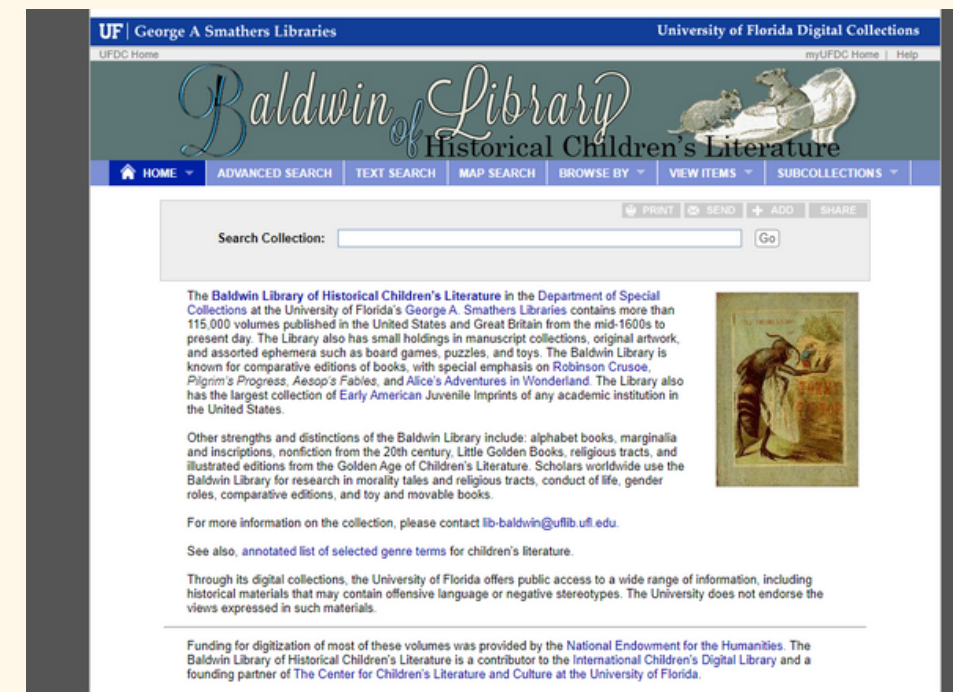 UF | George A Smathers Libraries University of Florida Digital Collections
UFDC Home myUFDC Home | Help
Baldwin Library
of Historical Children's Literature
HOME ADVANCED SEARCH TEXT SEARCH MAP SEARCH BROWSE BY VIEW ITEMS SUBCOLLECTIONS
PRINT SEND ADD SHARE
Search Collection: Go
The Baldwin Library of Historical Children's Literature in the Department of Special
Collections at the University of Florida's George A. Smathers Libraries contains more than
115,000 volumes published in the United States and Great Britain from the mid-1600s to
present day. The Library also has small holdings in manuscript collections, original artwork,
and assorted ephemera such as board games, puzzles, and toys. The Baldwin Library is
known for comparative editions of books, with special emphasis on Robinson Crusoe,
Pilgrim's Progress, Aesop's Fables, and Alice's Adventures in Wonderland. The Library also
has the largest collection of Early American Juvenile Imprints of any academic institution in
the United States.
Other strengths and distinctions of the Baldwin Library include: alphabet books, marginalia
and inscriptions, nonfiction from the 20th century, Little Golden Books, religious tracts, and
illustrated editions from the Golden Age of Children's Literature. Scholars worldwide use the
Baldwin Library for research in morality tales and religious tracts, conduct of life, gender
roles, comparative editions, and toy and movable books.
For more information on the collection, please contact lib-baldwin@uflib.ufl.edu.
See also, annotated list of selected genre terms for children's literature.
Through its digital collections, the University of Florida offers public access to a wide range of information, including
historical materials that may contain offensive language or negative stereotypes. The University does not endorse the
views expressed in such materials.
Funding for digitization of most of these volumes was provided by the National Endowment for the Humanities. The
Baldwin Library of Historical Children's Literature is a contributor to the International Children's Digital Library and a
founding partner of The Center for Children's Literature and Culture at the University of Florida.